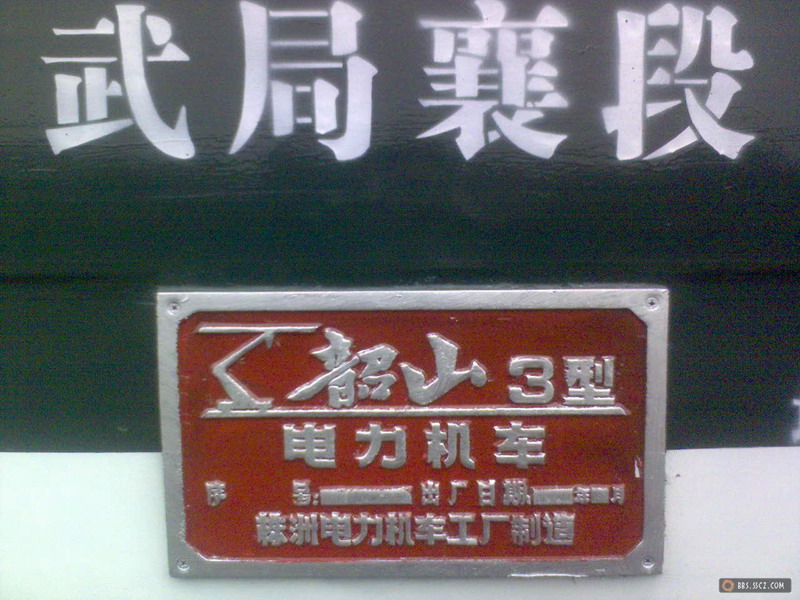 武局襄段
韶山3型
电力机车
序号: 出厂日期: 年 月
株洲电力机车工厂制造
BBS.SSCZ.COM